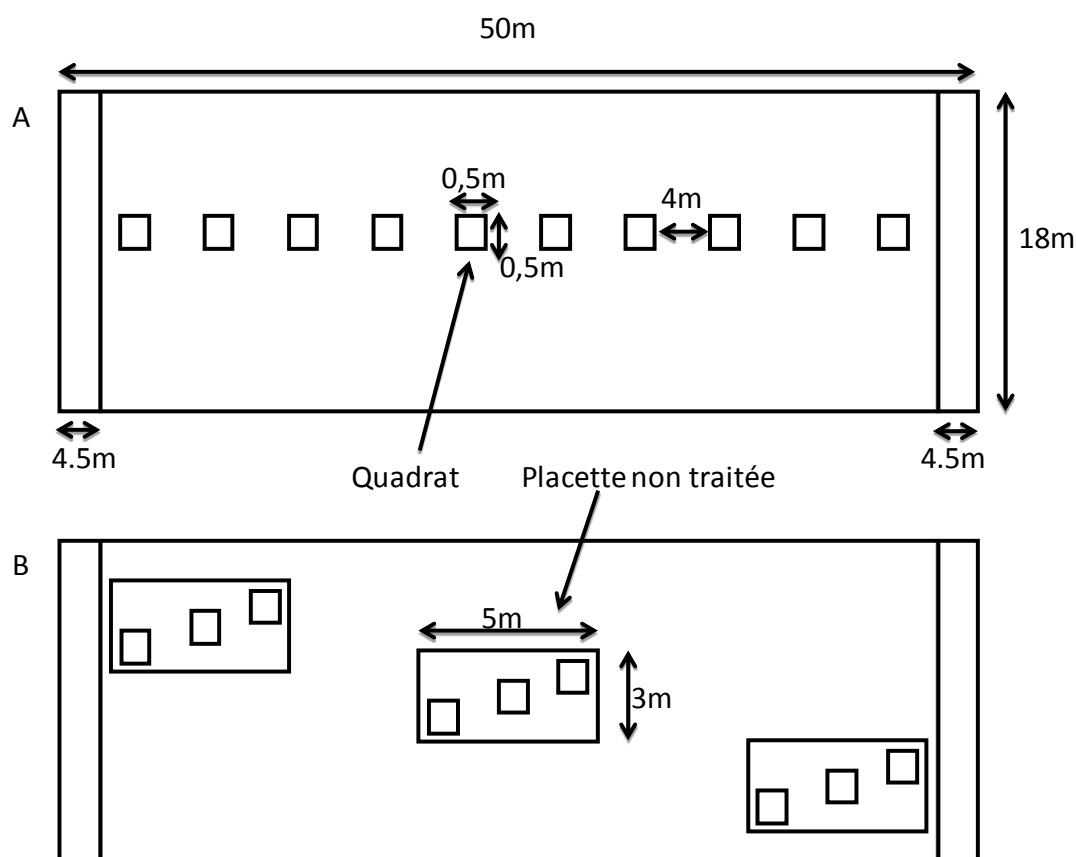 50m
A
0,5m
4m
0,5m
18m
4.5m
4.5m
Quadrat
Placette non traitée
B
5m
3m